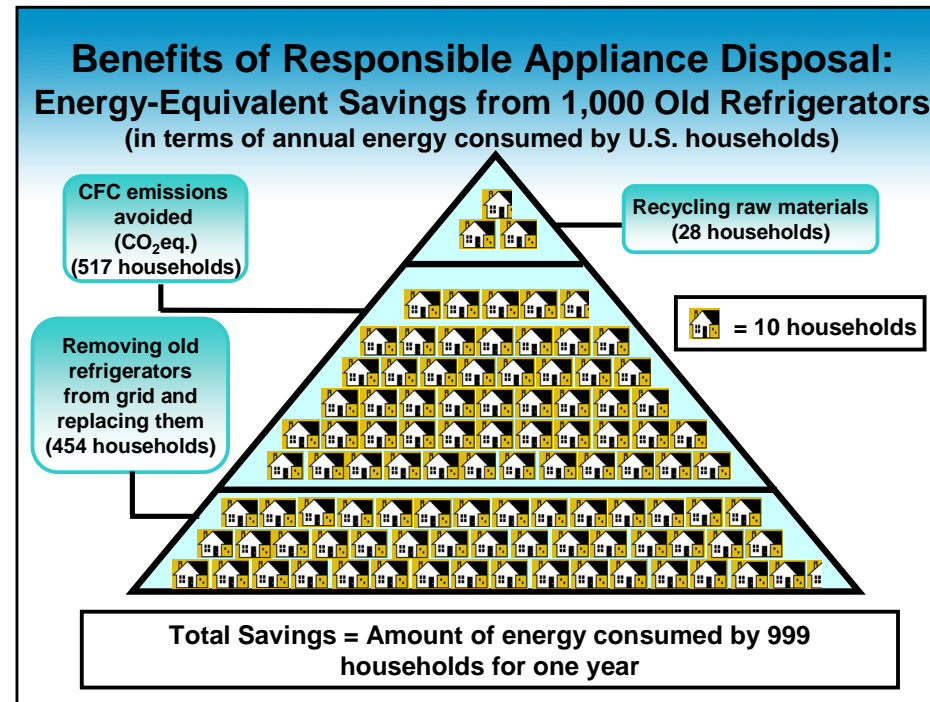 Benefits of Responsible Appliance Disposal:
Energy-Equivalent Savings from 1,000 Old Refrigerators
(in terms of annual energy consumed by U.S. households)
CFC emissions
avoided
(CO₂eq.)
(517 households)
Recycling raw materials
(28 households)
= 10 households
Removing old
refrigerators
from grid and
replacing them
(454 households)
Total Savings = Amount of energy consumed by 999
households for one year